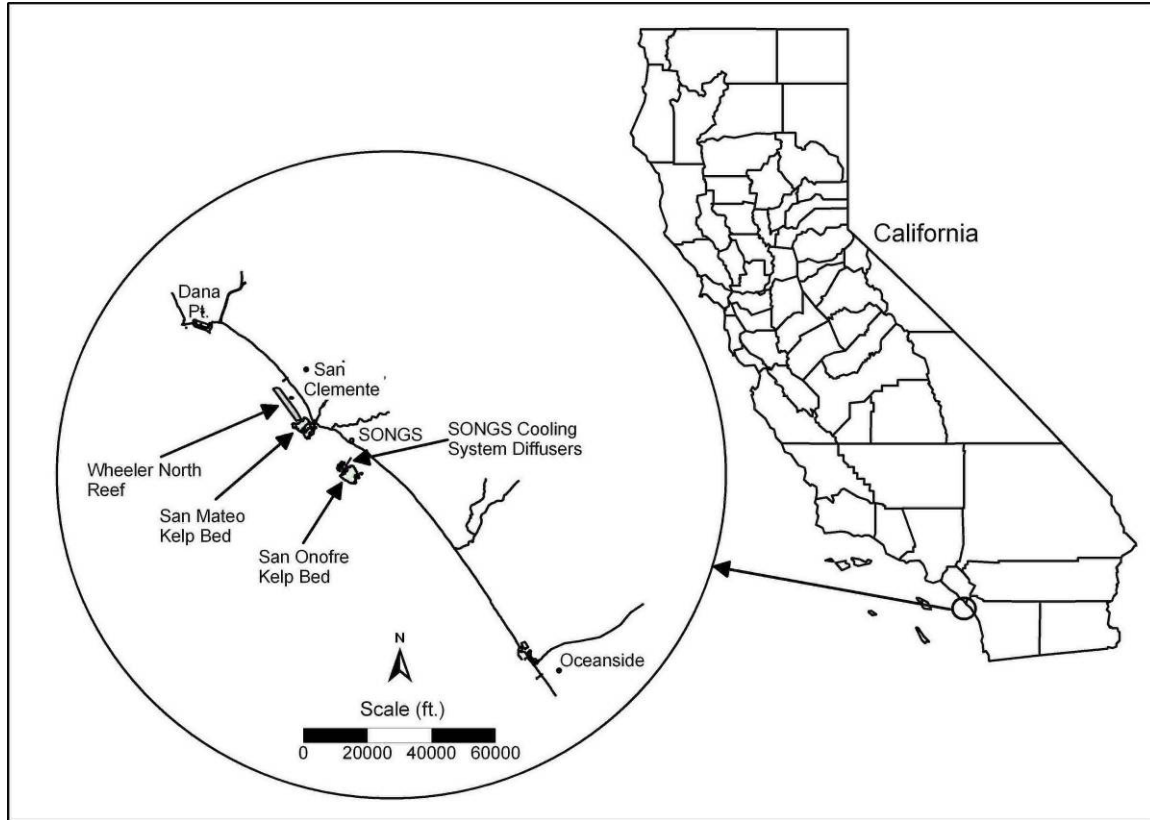 California
Dana
Pt.
San
Clemente
SONGS
SONGS Cooling
System Diffusers
Wheeler North
Reef
San Mateo
Kelp Bed
San Onofre
Kelp Bed
N
Oceanside
Scale (ft.)
0 20000 40000 60000